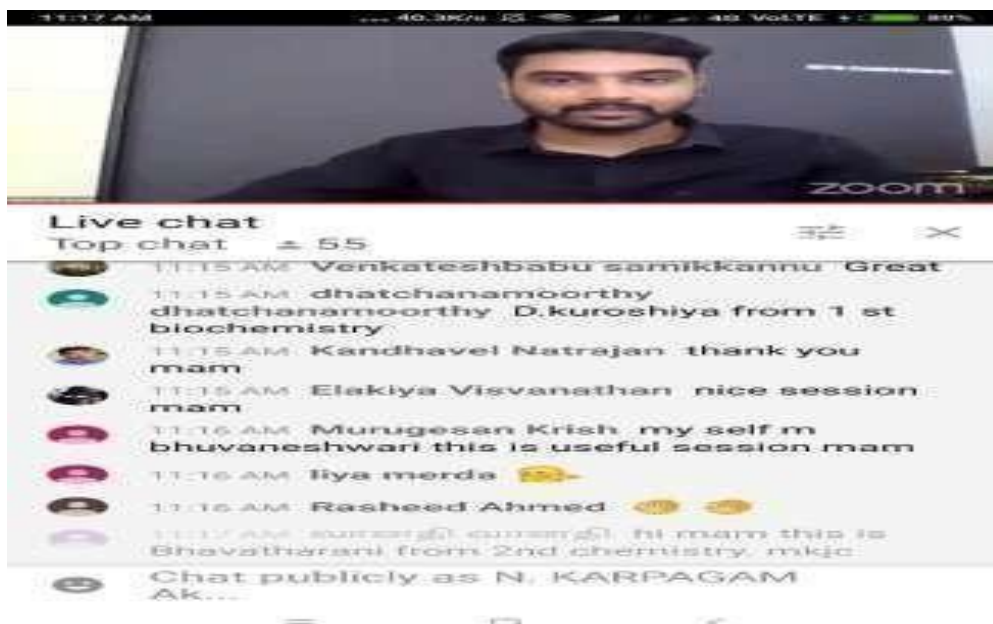 11:17 AM ... 40.3K/s 4G VoLTE 89%
zoom
Live chat
Top chat 55
11:15 AM Venkateshbabu samikkannu Great
11:15 AM dhatchanamoorthy
dhatchanamoorthy D.kuroshiya from 1 st
biochemistry
11:15 AM Kandhavel Natrajan thank you
mam
11:15 AM Elakiya Visvanathan nice session
mam
11:16 AM Murugesan Krish my self m
bhuvaneshwari this is useful session mam
11:16 AM liya merda
11:16 AM Rasheed Ahmed
11:17 AM hi mam this is
Bhavatharani from 2nd chemistry, mkjc
Chat publicly as N. KARPAGAM
Ak...